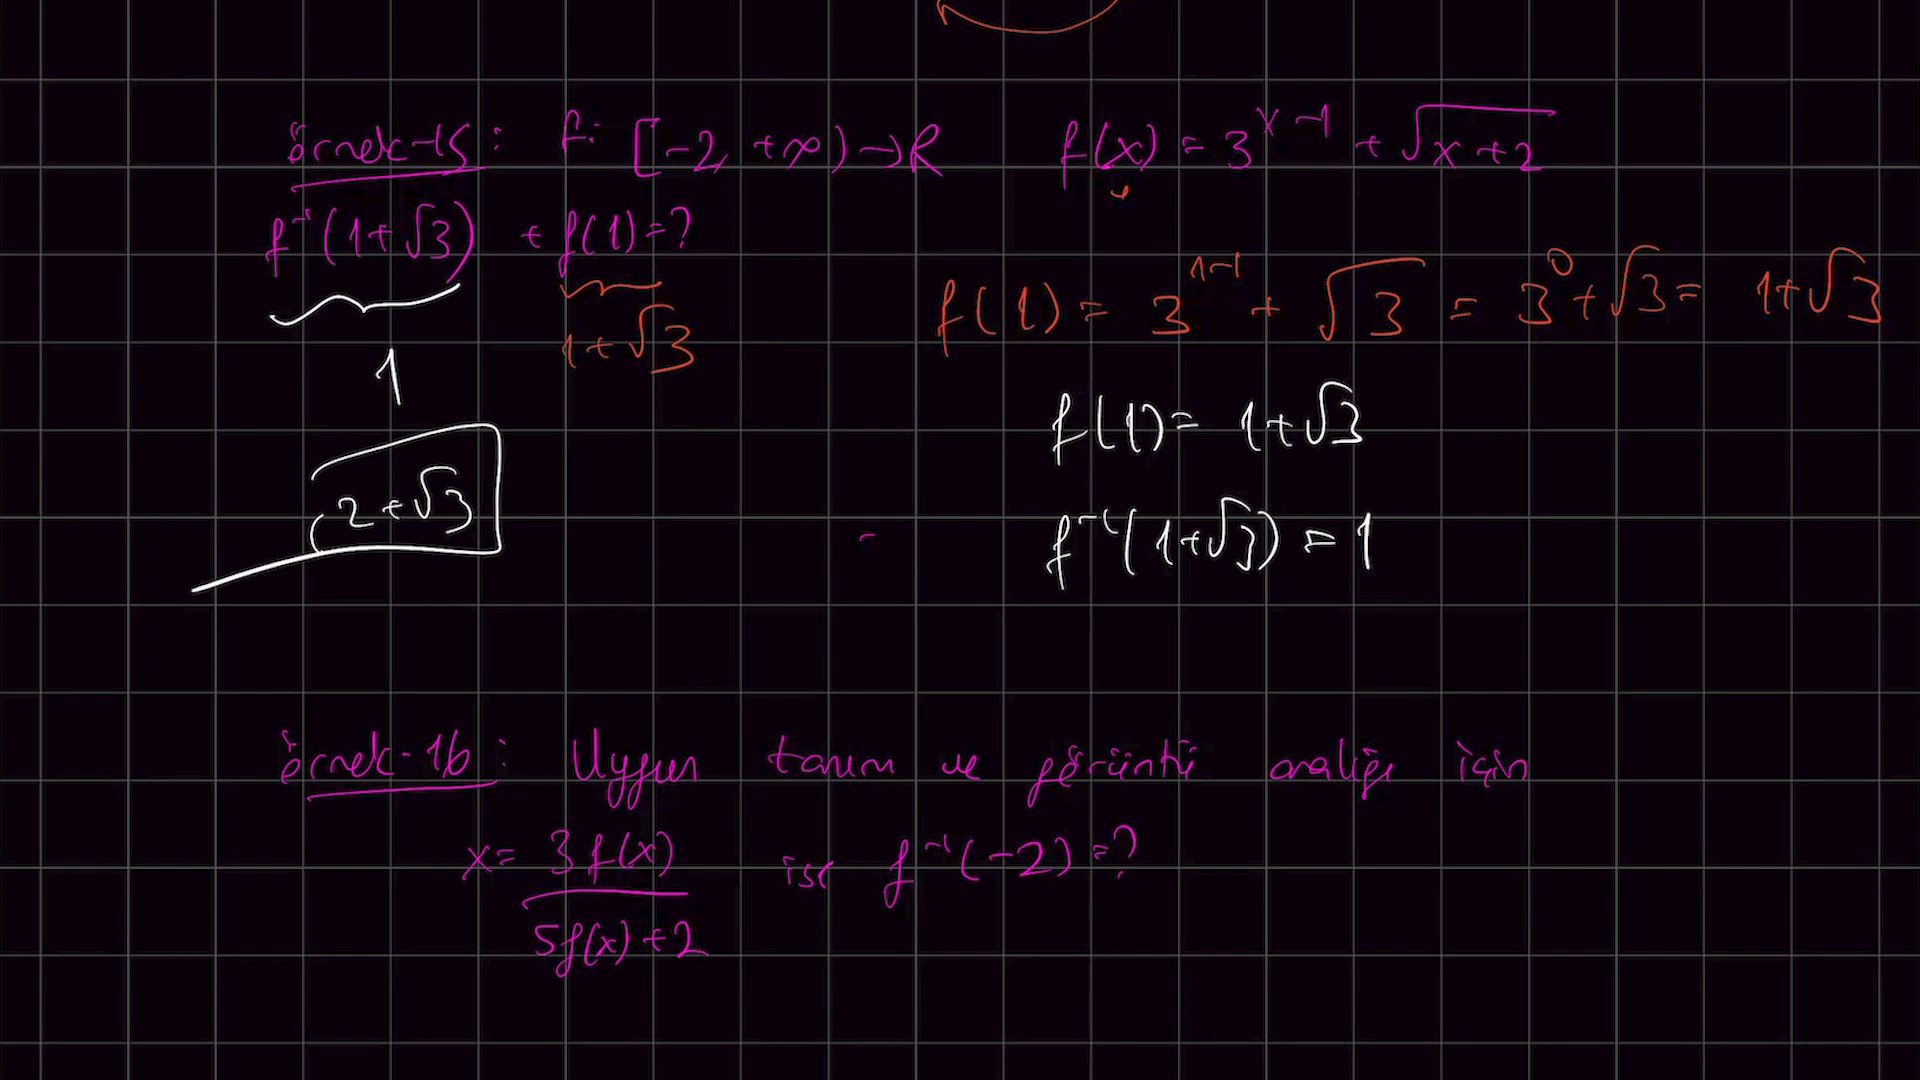 örnek-15: f: [-2, +∞) → R    f(x) = 3^(x-1) + √(x+2)
f⁻¹(1+√3) + f(1) = ?
f(1) = 3^(1-1) + √3 = 3^0 + √3 = 1+√3
1    1+√3
f(1) = 1+√3
2+√3
f⁻¹(1+√3) = 1
örnek-16: Uygun tanım ve görüntü aralığı için
x = 3f(x) / 5f(x)+2 ise f⁻¹(-2) = ?